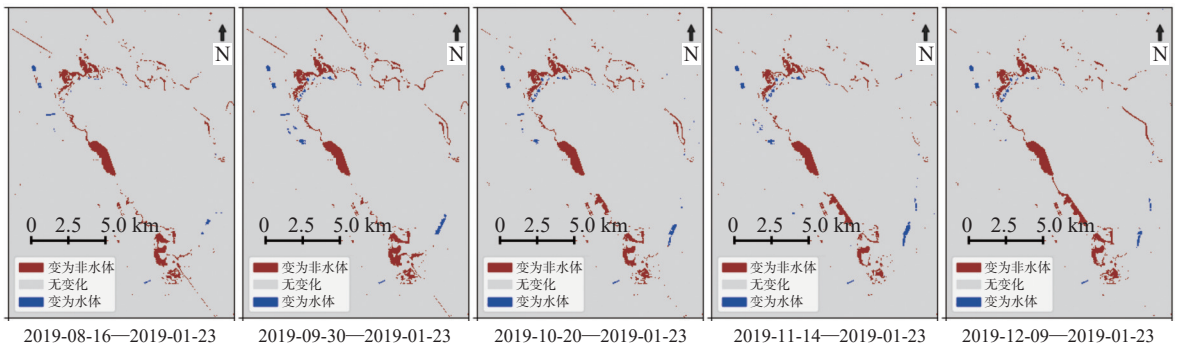 N
0 2.5 5.0 km
变为非水体
无变化
变为水体
2019-08-16—2019-01-23
N
0 2.5 5.0 km
变为非水体
无变化
变为水体
2019-09-30—2019-01-23
N
0 2.5 5.0 km
变为非水体
无变化
变为水体
2019-10-20—2019-01-23
N
0 2.5 5.0 km
变为非水体
无变化
变为水体
2019-11-14—2019-01-23
N
0 2.5 5.0 km
变为非水体
无变化
变为水体
2019-12-09—2019-01-23